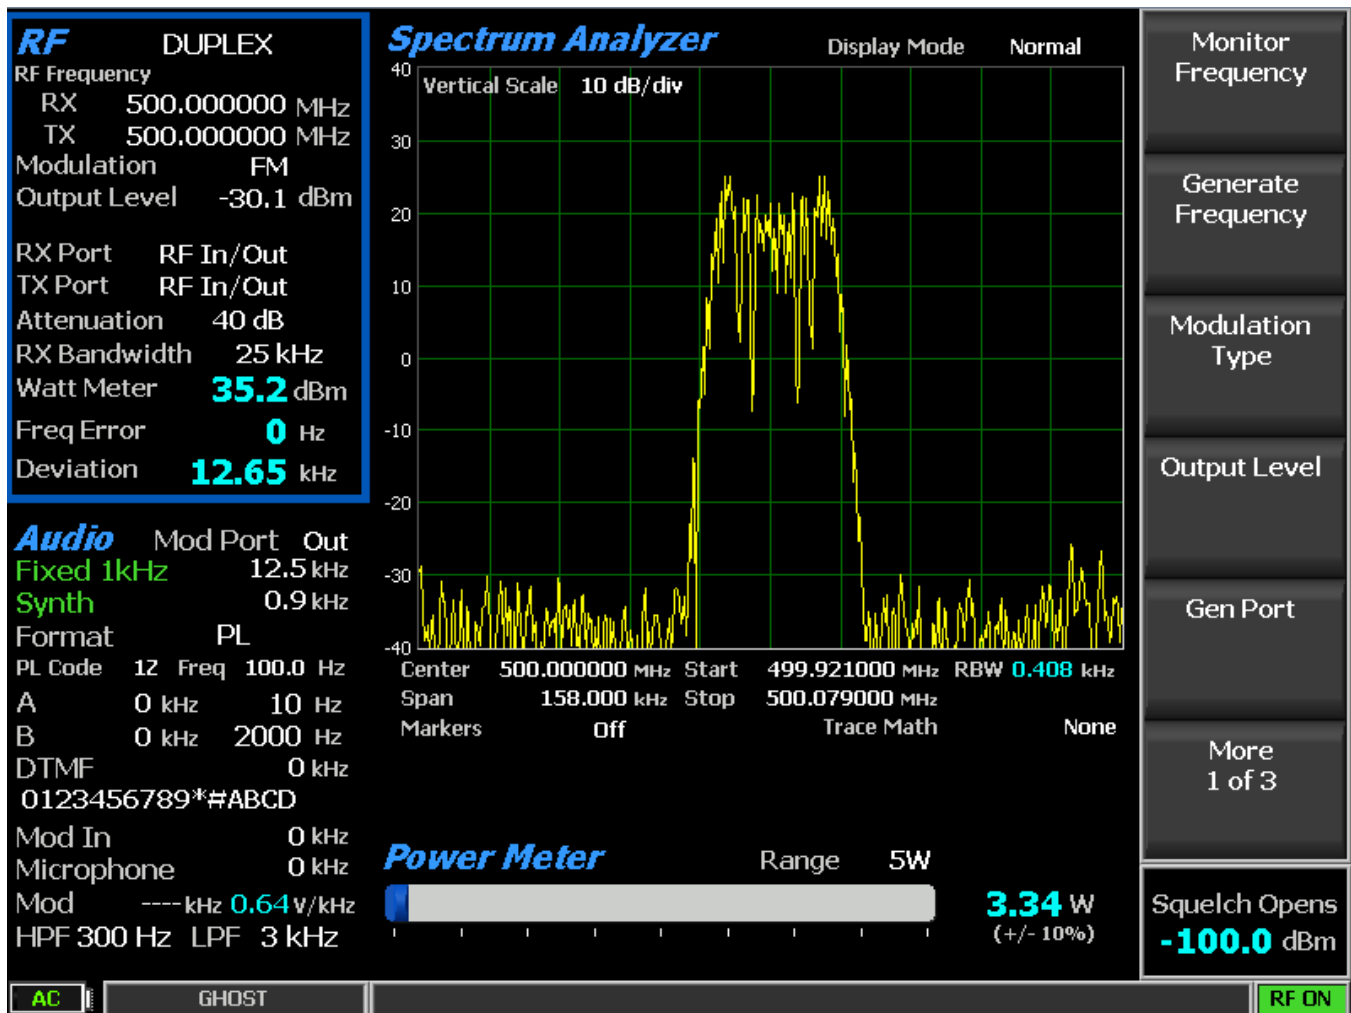 RF DUPLEX
RF Frequency
RX 500.000000 MHz
TX 500.000000 MHz
Modulation FM
Output Level -30.1 dBm
RX Port RF In/Out
TX Port RF In/Out
Attenuation 40 dB
RX Bandwidth 25 kHz
Watt Meter 35.2 dBm
Freq Error 0 Hz
Deviation 12.65 kHz
Audio Mod Port Out
Fixed 1kHz 12.5 kHz
Synth 0.9 kHz
Format PL
PL Code 1Z Freq 100.0 Hz
A 0 kHz 10 Hz
B 0 kHz 2000 Hz
DTMF 0 kHz
0123456789*#ABCD
Mod In 0 kHz
Microphone 0 kHz
Mod ----kHz 0.64 V/kHz
HPF 300 Hz LPF 3 kHz
Spectrum Analyzer Display Mode Normal
Vertical Scale 10 dB/div
40
30
20
10
0
-10
-20
-30
-40
Center 500.000000 MHz Start 499.921000 MHz RBW 0.408 kHz
Span 158.000 kHz Stop 500.079000 MHz
Markers Off Trace Math None
Power Meter Range 5W
3.34 W
(+/- 10%)
Monitor
Frequency
Generate
Frequency
Modulation
Type
Output Level
Gen Port
More
1 of 3
Squelch Opens
-100.0 dBm
AC GHOST RF ON